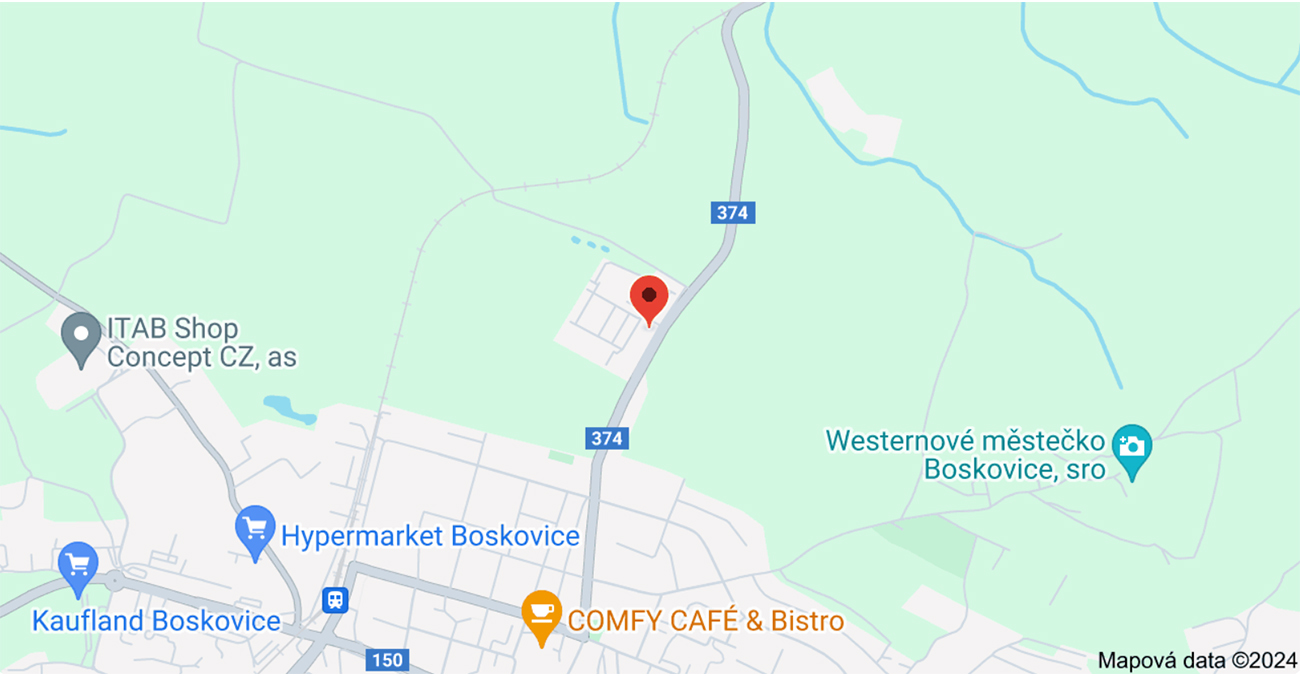 374
ITAB Shop
Concept CZ, as
374
Westernové městečko
Boskovice, sro
Hypermarket Boskovice
Kaufland Boskovice
COMFY CAFÉ & Bistro
150
Mapová data ©2024